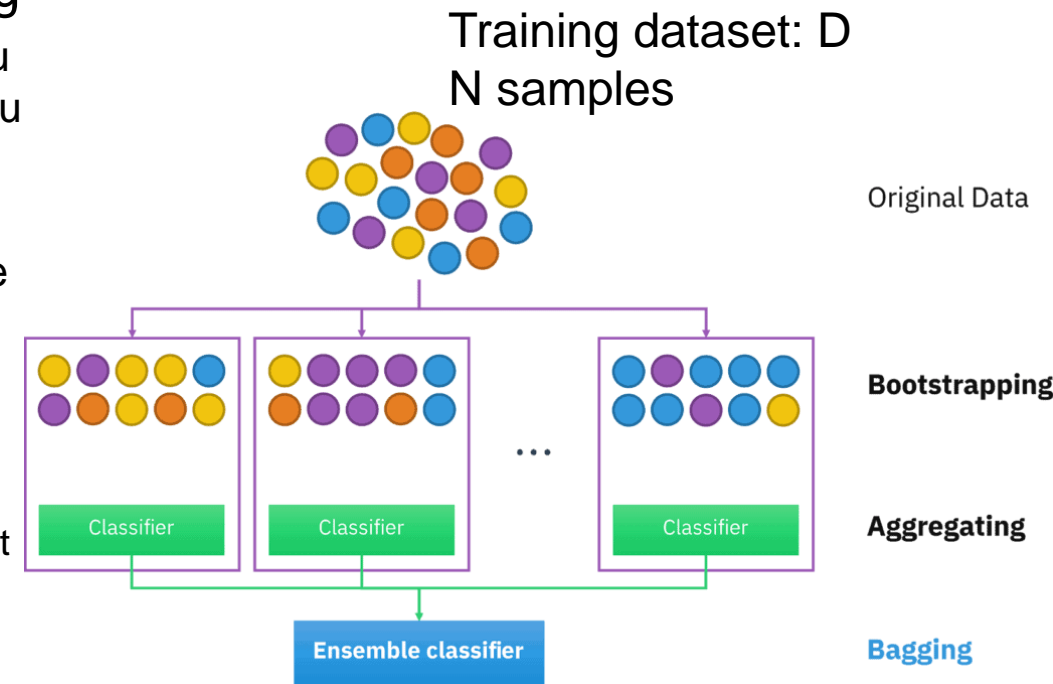 g
Training dataset: D
u
N samples
u
Original Data
e
Bootstrapping
...
Classifier
Classifier
Classifier
Aggregating
t
Ensemble classifier
Bagging